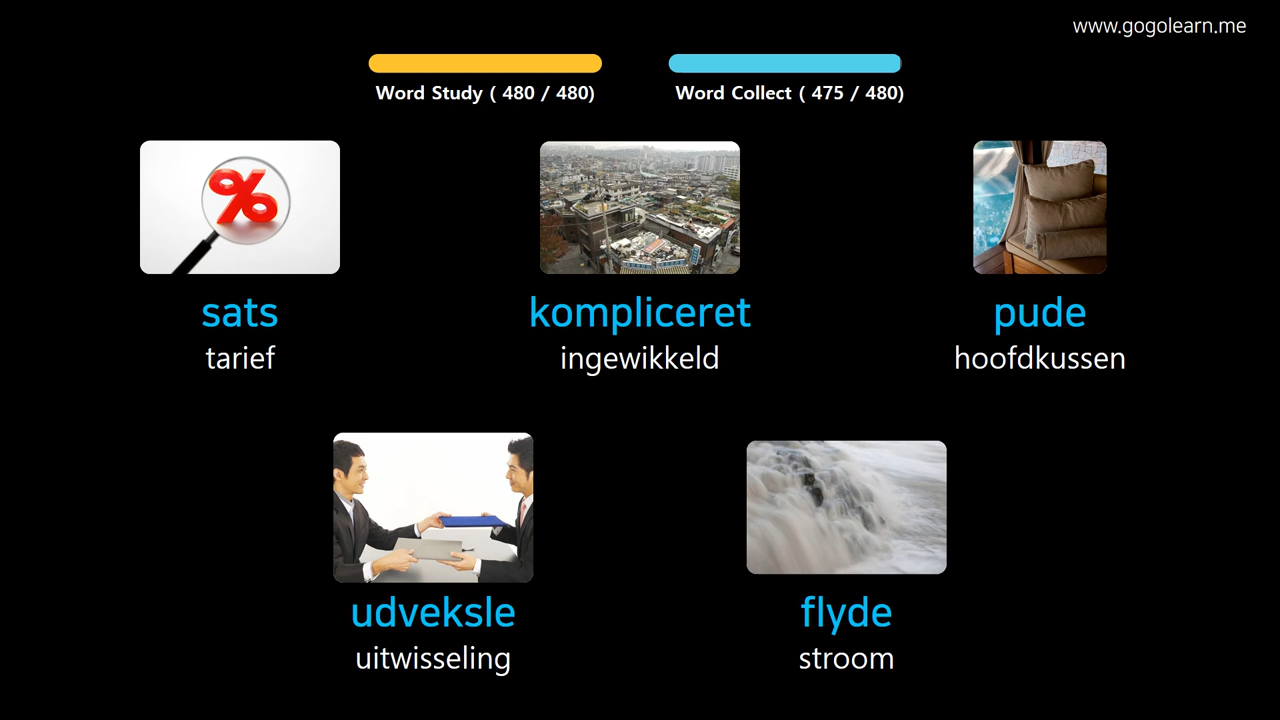 www.gogolearn.me
Word Study ( 480 / 480)
Word Collect ( 475 / 480)
sats
tarief
kompliceret
ingewikkeld
pude
hoofdkussen
udveksle
uitwisseling
flyde
stroom